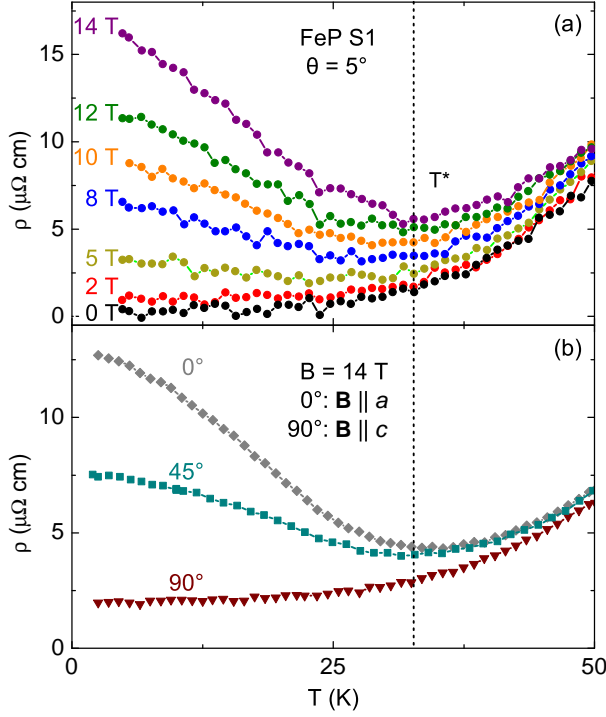 (a)
FeP S1
θ = 5°
14 T
12 T
10 T
8 T
5 T
2 T
0 T
T*
15
10
5
0
ρ (μΩ cm)
(b)
B = 14 T
0°: B || a
90°: B || c
0°
45°
90°
10
5
0
ρ (μΩ cm)
0
25
50
T (K)